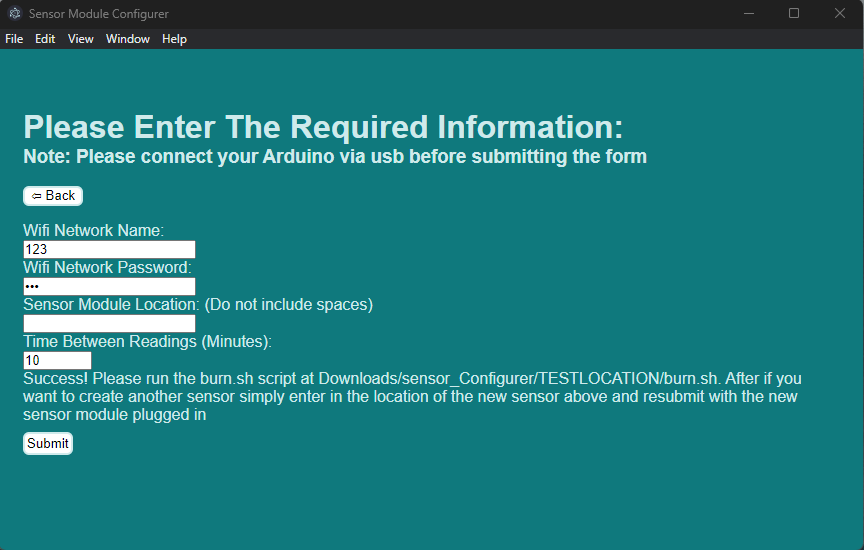 Sensor Module Configurer
File Edit View Window Help
Please Enter The Required Information:
Note: Please connect your Arduino via usb before submitting the form
⇦ Back
Wifi Network Name:
123
Wifi Network Password:
•••
Sensor Module Location: (Do not include spaces)
Time Between Readings (Minutes):
10
Success! Please run the burn.sh script at Downloads/sensor_Configurer/TESTLOCATION/burn.sh. After if you
want to create another sensor simply enter in the location of the new sensor above and resubmit with the new
sensor module plugged in
Submit